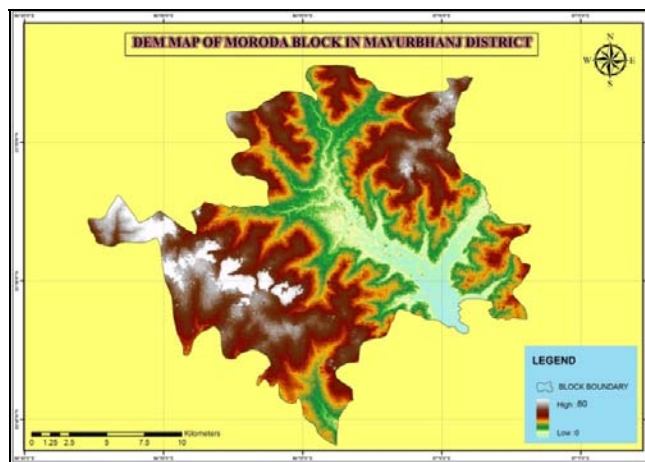 DEM MAP OF MORODA BLOCK IN MAYURBHANJ DISTRICT
N
W E
S
LEGEND
BLOCK BOUNDARY
High : 80
Low : 0
Kilometers
0 1.25 2.5 5 7.5 10